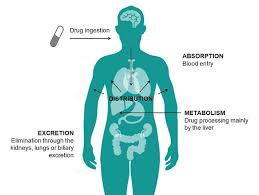 Drug ingestion
ABSORPTION
Blood entry
DISTRIBUTION
METABOLISM
Drug processing mainly
by the liver
EXCRETION
Elimination through the
kidneys, lungs or biliary
excretion